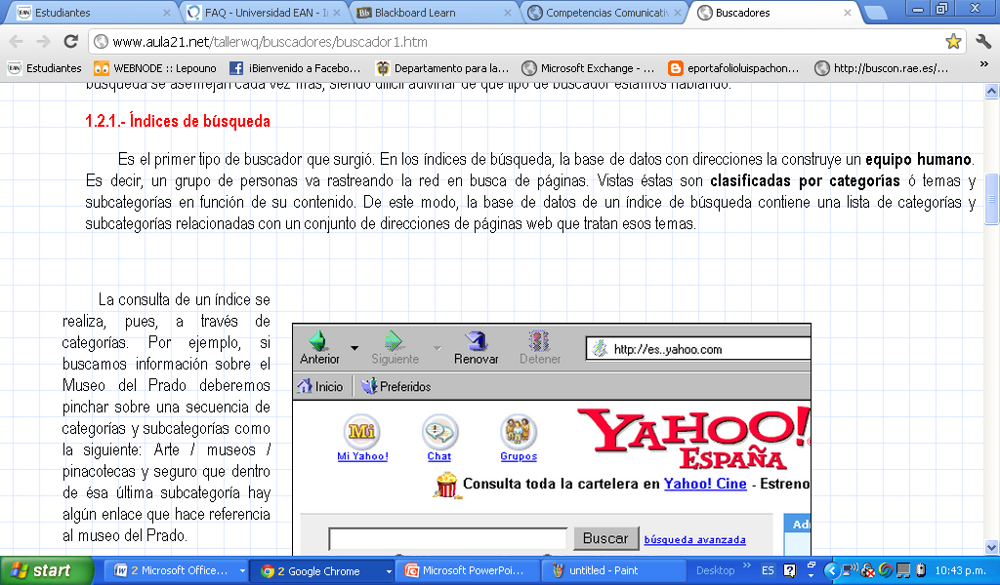 Estudiantes
FAQ - Universidad EAN - I
Blackboard Learn
Competencias Comunicativ
Buscadores
www.aula21.net/tallerwq/buscadores/buscador1.htm
Estudiantes
WEBNODE :: Lepouno
iBienvenido a Faceboo...
Departamento para la...
Microsoft Exchange - ...
eportafolioluispachon...
http://buscon.rae.es/...
búsqueda se asemejan cada vez más, siendo difícil adivinar de qué tipo de buscador estamos hablando.
1.2.1.- Índices de búsqueda
Es el primer tipo de buscador que surgió. En los índices de búsqueda, la base de datos con direcciones la construye un equipo humano.
Es decir, un grupo de personas va rastreando la red en busca de páginas. Vistas éstas son clasificadas por categorías ó temas y
subcategorías en función de su contenido. De este modo, la base de datos de un índice de búsqueda contiene una lista de categorías y
subcategorías relacionadas con un conjunto de direcciones de páginas web que tratan esos temas.
La consulta de un índice se
realiza, pues, a través de
categorías. Por ejemplo, si
buscamos información sobre el
Museo del Prado deberemos
pinchar sobre una secuencia de
categorías y subcategorías como
la siguiente: Arte / museos /
pinacotecas y seguro que dentro
de ésa última subcategoría hay
algún enlace que hace referencia
al museo del Prado.
Anterior
Siguiente
Renovar
Detener
http://es..yahoo.com
Inicio
Preferidos
Mi
Mi Yahoo!
Chat
Grupos
YAHOO!
ESPAÑA
Consulta toda la cartelera en Yahoo! Cine - Estreno
Buscar
búsqueda avanzada
Adu
start
2 Microsoft Office...
2 Google Chrome
Microsoft PowerPoi...
untitled - Paint
Desktop
ES
10:43 p.m.